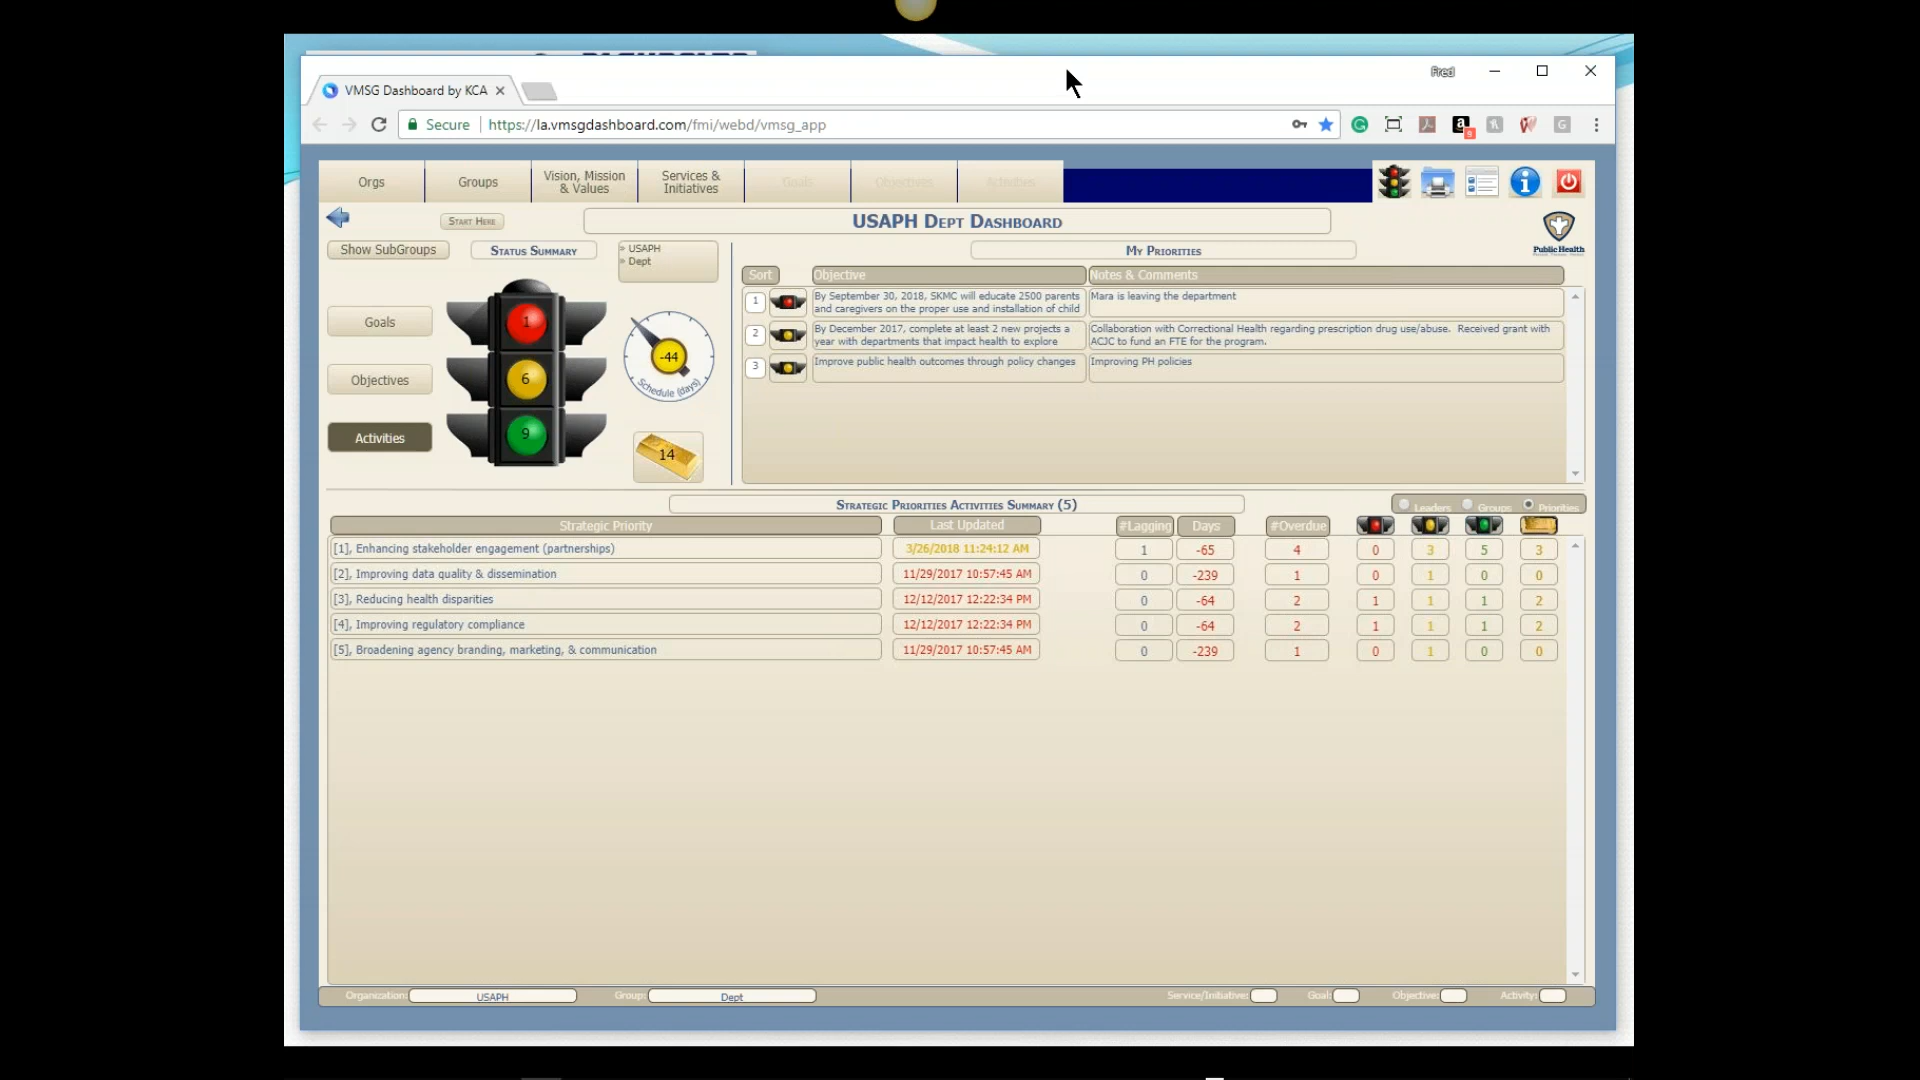 VMSG Dashboard by KCA
Fred
Secure
https://la.vmsgdashboard.com/fmi/webd/vmsg_app
Orgs
Groups
Vision, Mission
& Values
Services &
Initiatives
Goals
Objectives
Activities
START HERE
USAPH DEPT DASHBOARD
Public Health
Show SubGroups
STATUS SUMMARY
» USAPH
» Dept
MY PRIORITIES
Sort
Objective
Notes & Comments
1
By September 30, 2018, SKMC will educate 2500 parents
and caregivers on the proper use and installation of child
Mara is leaving the department
2
By December 2017, complete at least 2 new projects a
year with departments that impact health to explore
Collaboration with Correctional Health regarding prescription drug use/abuse. Received grant with
ACJC to fund an FTE for the program.
3
Improve public health outcomes through policy changes
Improving PH policies
Goals
Objectives
Activities
1
6
9
-44
Schedule (days)
14
STRATEGIC PRIORITIES ACTIVITIES SUMMARY (5)
Leaders
Groups
Priorities
Strategic Priority
Last Updated
#Lagging
Days
#Overdue
[1], Enhancing stakeholder engagement (partnerships) 3/26/2018 11:24:12 AM 1 -65 4 0 3 5 3
[2], Improving data quality & dissemination 11/29/2017 10:57:45 AM 0 -239 1 0 1 0 0
[3], Reducing health disparities 12/12/2017 12:22:34 PM 0 -64 2 1 1 1 2
[4], Improving regulatory compliance 12/12/2017 12:22:34 PM 0 -64 2 1 1 1 2
[5], Broadening agency branding, marketing, & communication 11/29/2017 10:57:45 AM 0 -239 1 0 1 0 0
Organization: USAPH
Group: Dept
Service/Initiative:
Goal:
Objective:
Activity: